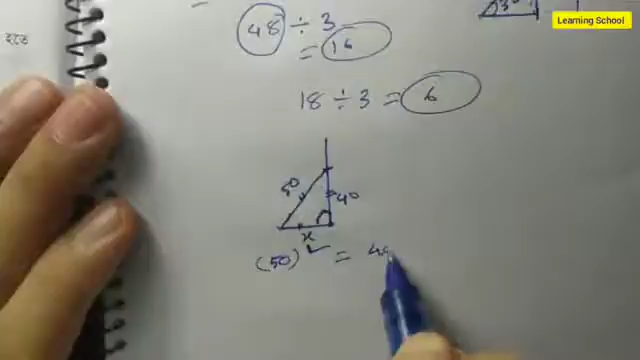 Learning School
48 ÷ 3
= 16
18 ÷ 3 = 6
50
40
x
(50)² = 40